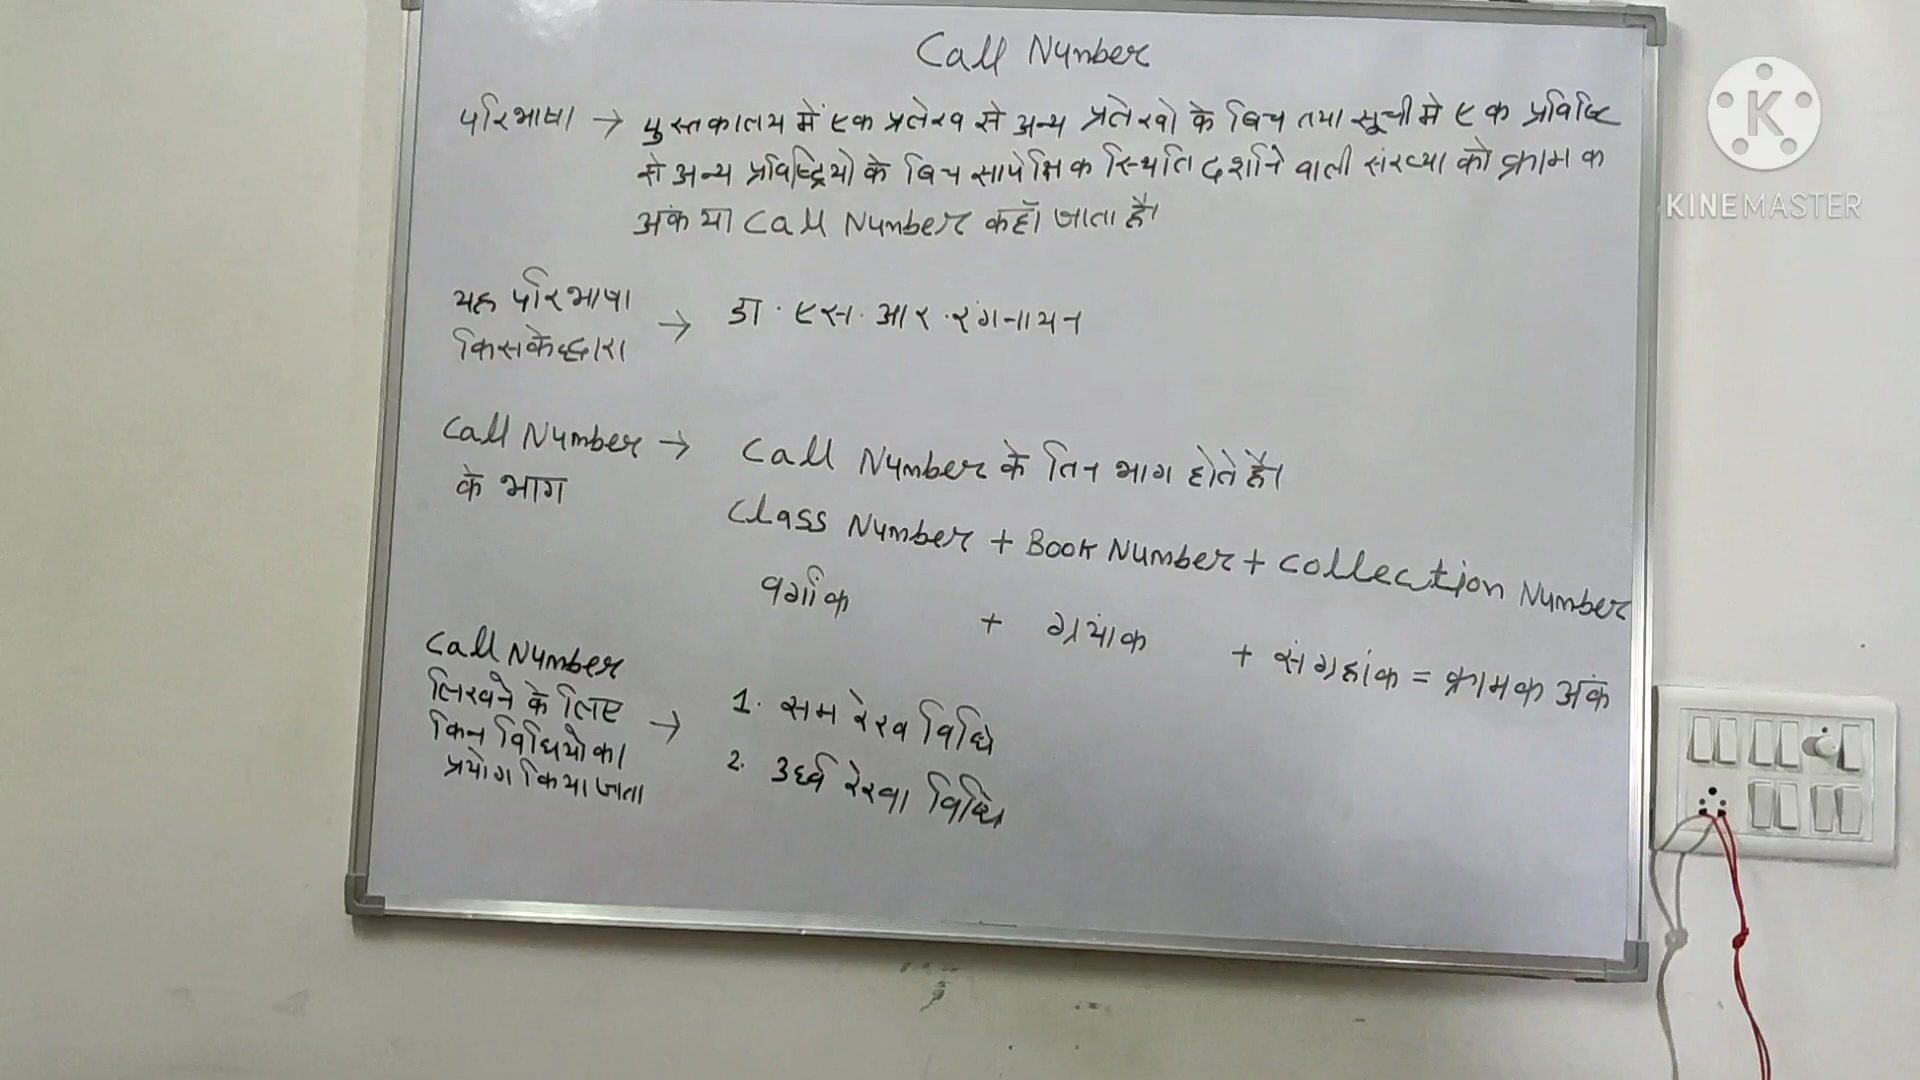 Call Number
परिभाषा → पुस्तकालय में एक प्रलेख से अन्य प्रलेखो के बिच तथा सूची मे एक प्रविष्टि
से अन्य प्रविष्ट्रियो के बिच सापेक्षिक स्थिति दर्शाने वाली संख्या को क्रामक
अंक या Call Number कहाँ जाता है।
यह परिभाषा
किसके द्धारा → डा. एस. आर. रंगनाथन
Call Number → Call Number के तिन भाग होते है।
के भाग
Class Number + Book Number + Collection Number
वर्गांक + ग्रथांक + संग्रहांक = क्रामक अंक
Call Number
लिखने के लिए → 1. सम रेख विधि
किन विधियो का
प्रयोग किया जाता
2. उर्ध्व रेखा विधि
K
KINEMASTER